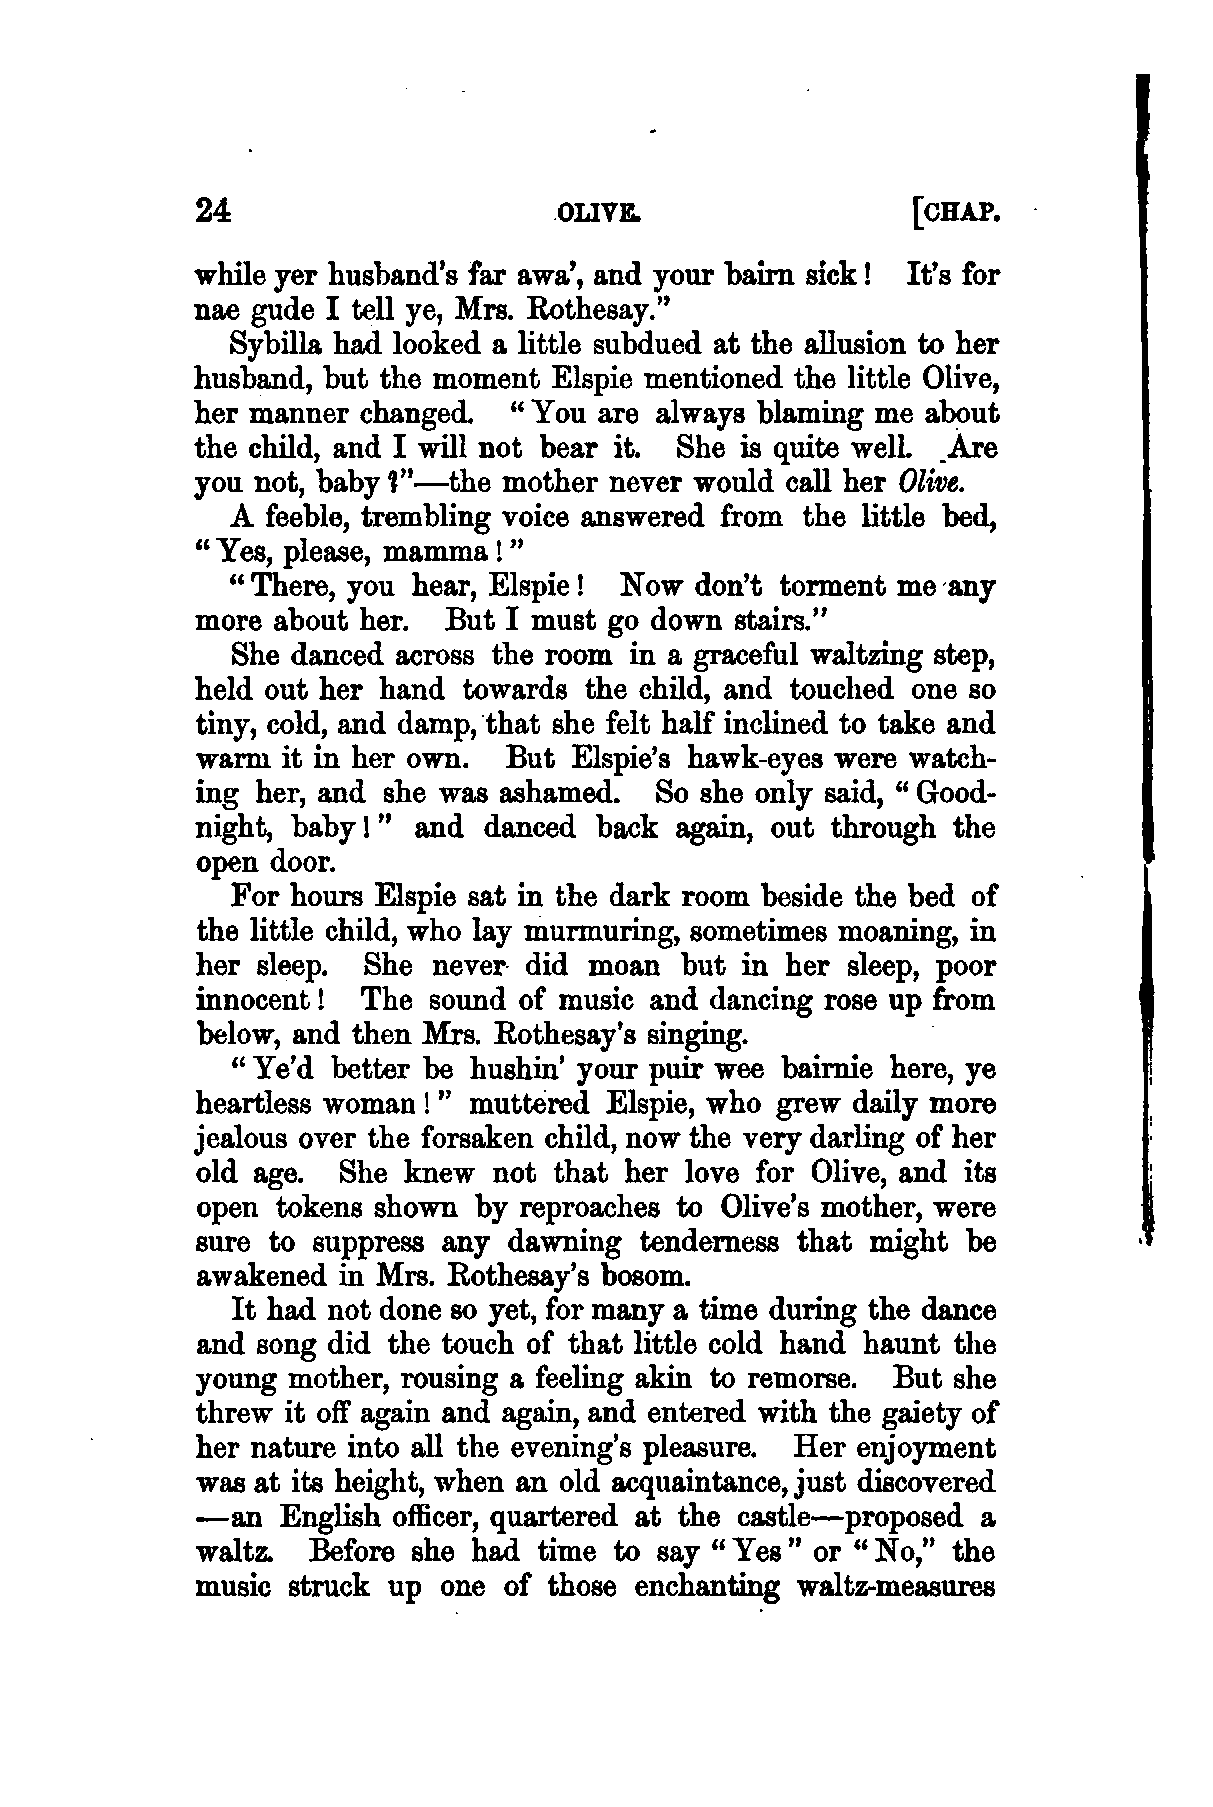 24 OLIVE. [CHAP.
while yer husband's far awa', and your bairn sick! It's for
nae gude I tell ye, Mrs. Rothesay."
Sybilla had looked a little subdued at the allusion to her
husband, but the moment Elspie mentioned the little Olive,
her manner changed. "You are always blaming me about
the child, and I will not bear it. She is quite well. Are
you not, baby?"—the mother never would call her Olive.
A feeble, trembling voice answered from the little bed,
"Yes, please, mamma!"
"There, you hear, Elspie! Now don't torment me any
more about her. But I must go down stairs."
She danced across the room in a graceful waltzing step,
held out her hand towards the child, and touched one so
tiny, cold, and damp, that she felt half inclined to take and
warm it in her own. But Elspie's hawk-eyes were watch-
ing her, and she was ashamed. So she only said, "Good-
night, baby!" and danced back again, out through the
open door.
For hours Elspie sat in the dark room beside the bed of
the little child, who lay murmuring, sometimes moaning, in
her sleep. She never did moan but in her sleep, poor
innocent! The sound of music and dancing rose up from
below, and then Mrs. Rothesay's singing.
"Ye'd better be hushin' your puir wee bairnie here, ye
heartless woman!" muttered Elspie, who grew daily more
jealous over the forsaken child, now the very darling of her
old age. She knew not that her love for Olive, and its
open tokens shown by reproaches to Olive's mother, were
sure to suppress any dawning tenderness that might be
awakened in Mrs. Rothesay's bosom.
It had not done so yet, for many a time during the dance
and song did the touch of that little cold hand haunt the
young mother, rousing a feeling akin to remorse. But she
threw it off again and again, and entered with the gaiety of
her nature into all the evening's pleasure. Her enjoyment
was at its height, when an old acquaintance, just discovered
—an English officer, quartered at the castle—proposed a
waltz. Before she had time to say "Yes" or "No," the
music struck up one of those enchanting waltz-measures